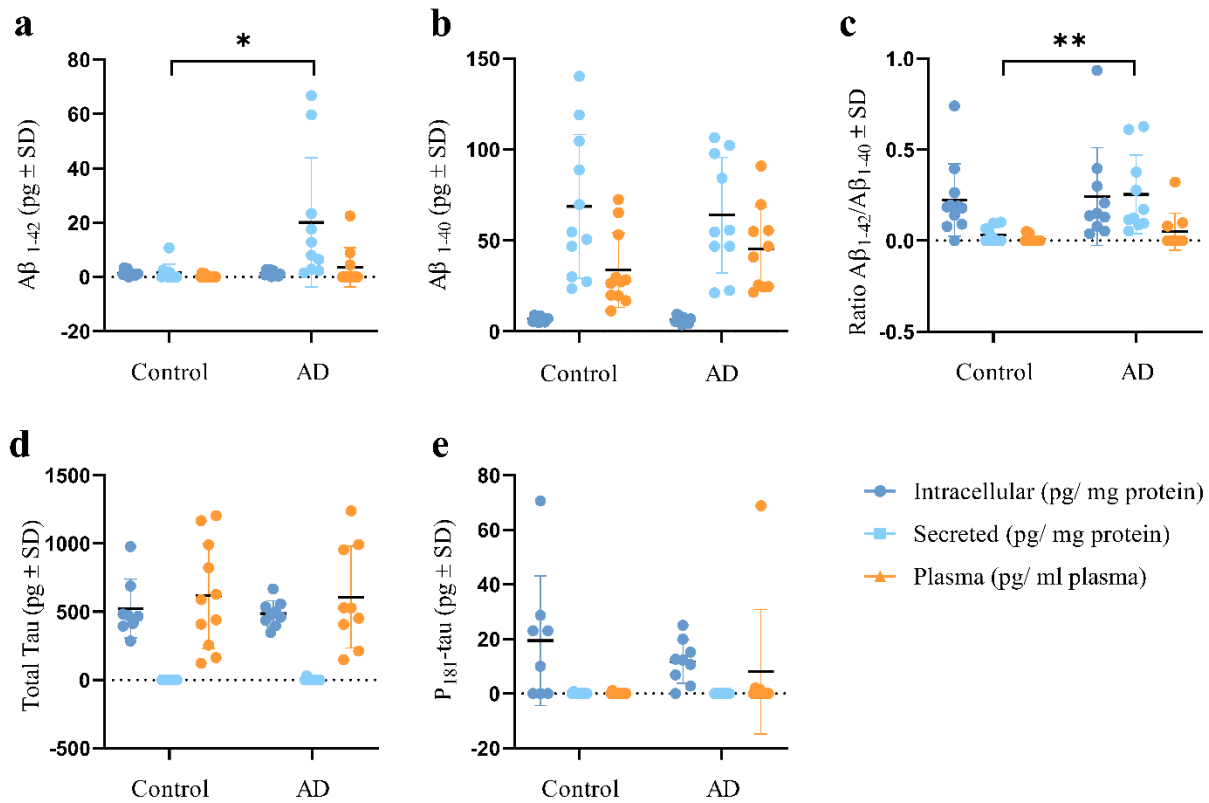 a
Aβ 1-42 (pg ± SD)
80
60
40
20
0
-20
*
Control
AD
b
Aβ 1-40 (pg ± SD)
150
100
50
0
Control
AD
c
Ratio Aβ1-42/Aβ1-40 ± SD
1.0
0.5
0.0
-0.5
**
Control
AD
d
Total Tau (pg ± SD)
1500
1000
500
0
-500
Control
AD
e
P181-tau (pg ± SD)
80
60
40
20
0
-20
Control
AD
Intracellular (pg/ mg protein)
Secreted (pg/ mg protein)
Plasma (pg/ ml plasma)